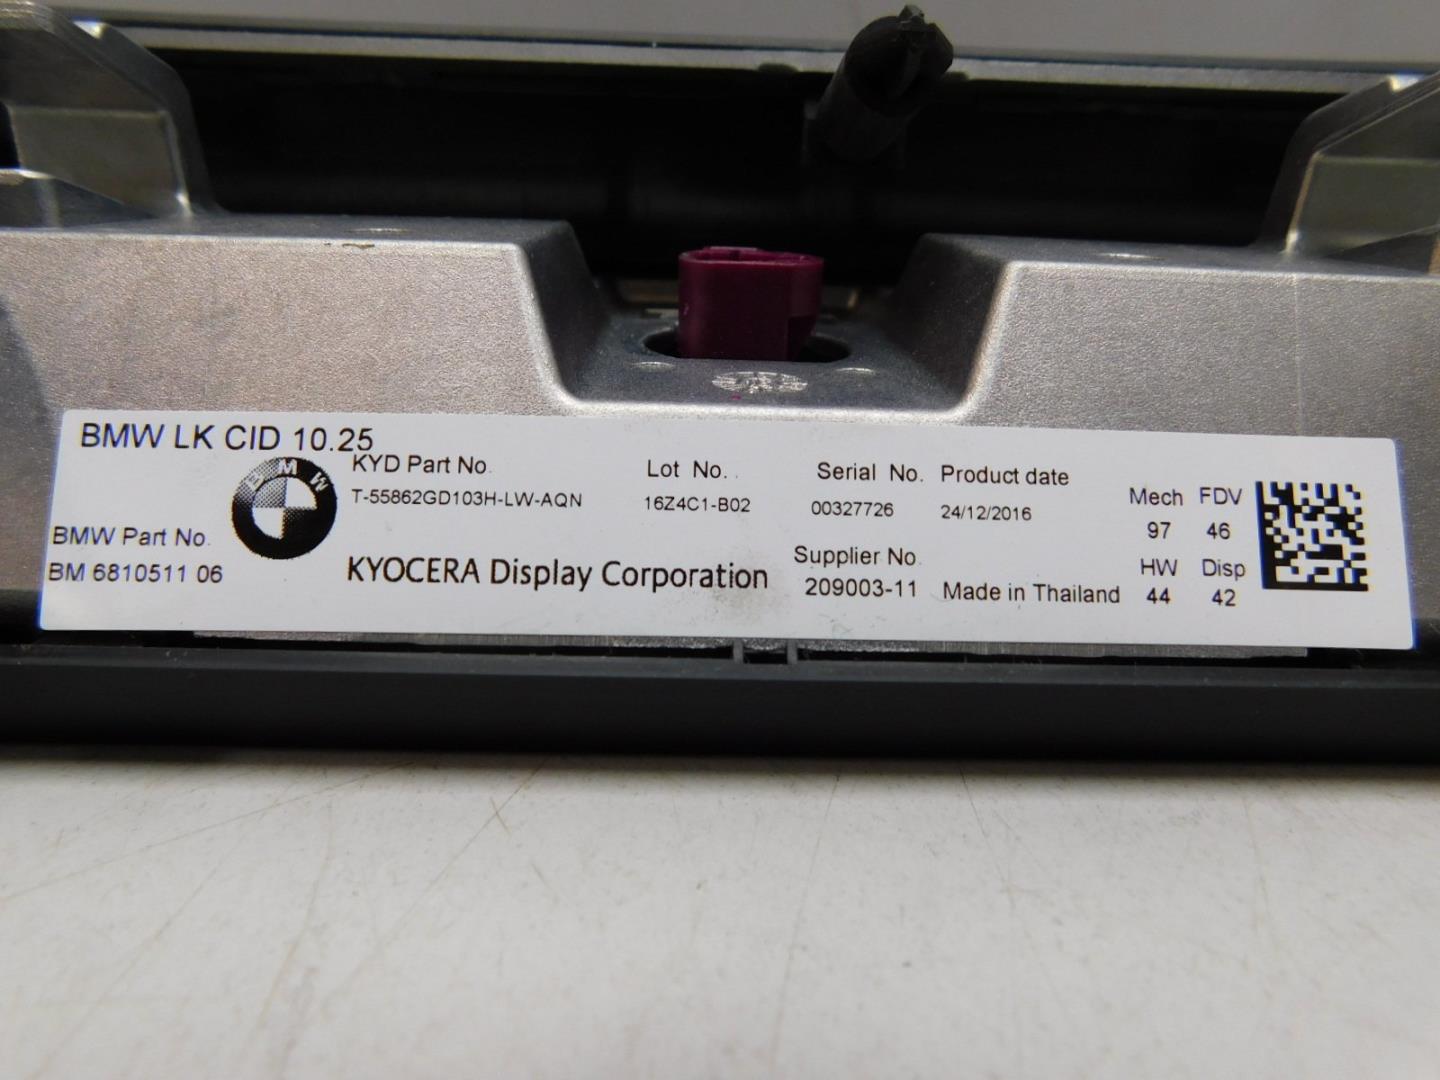 BMW LK CID 10.25
BMW
KYD Part No.
T-55862GD103H-LW-AQN
Lot No..
16Z4C1-B02
Serial No.
00327726
Product date
24/12/2016
Mech FDV
97 46
BMW Part No.
BM 6810511 06
KYOCERA Display Corporation
Supplier No.
209003-11
Made in Thailand
HW Disp
44 42